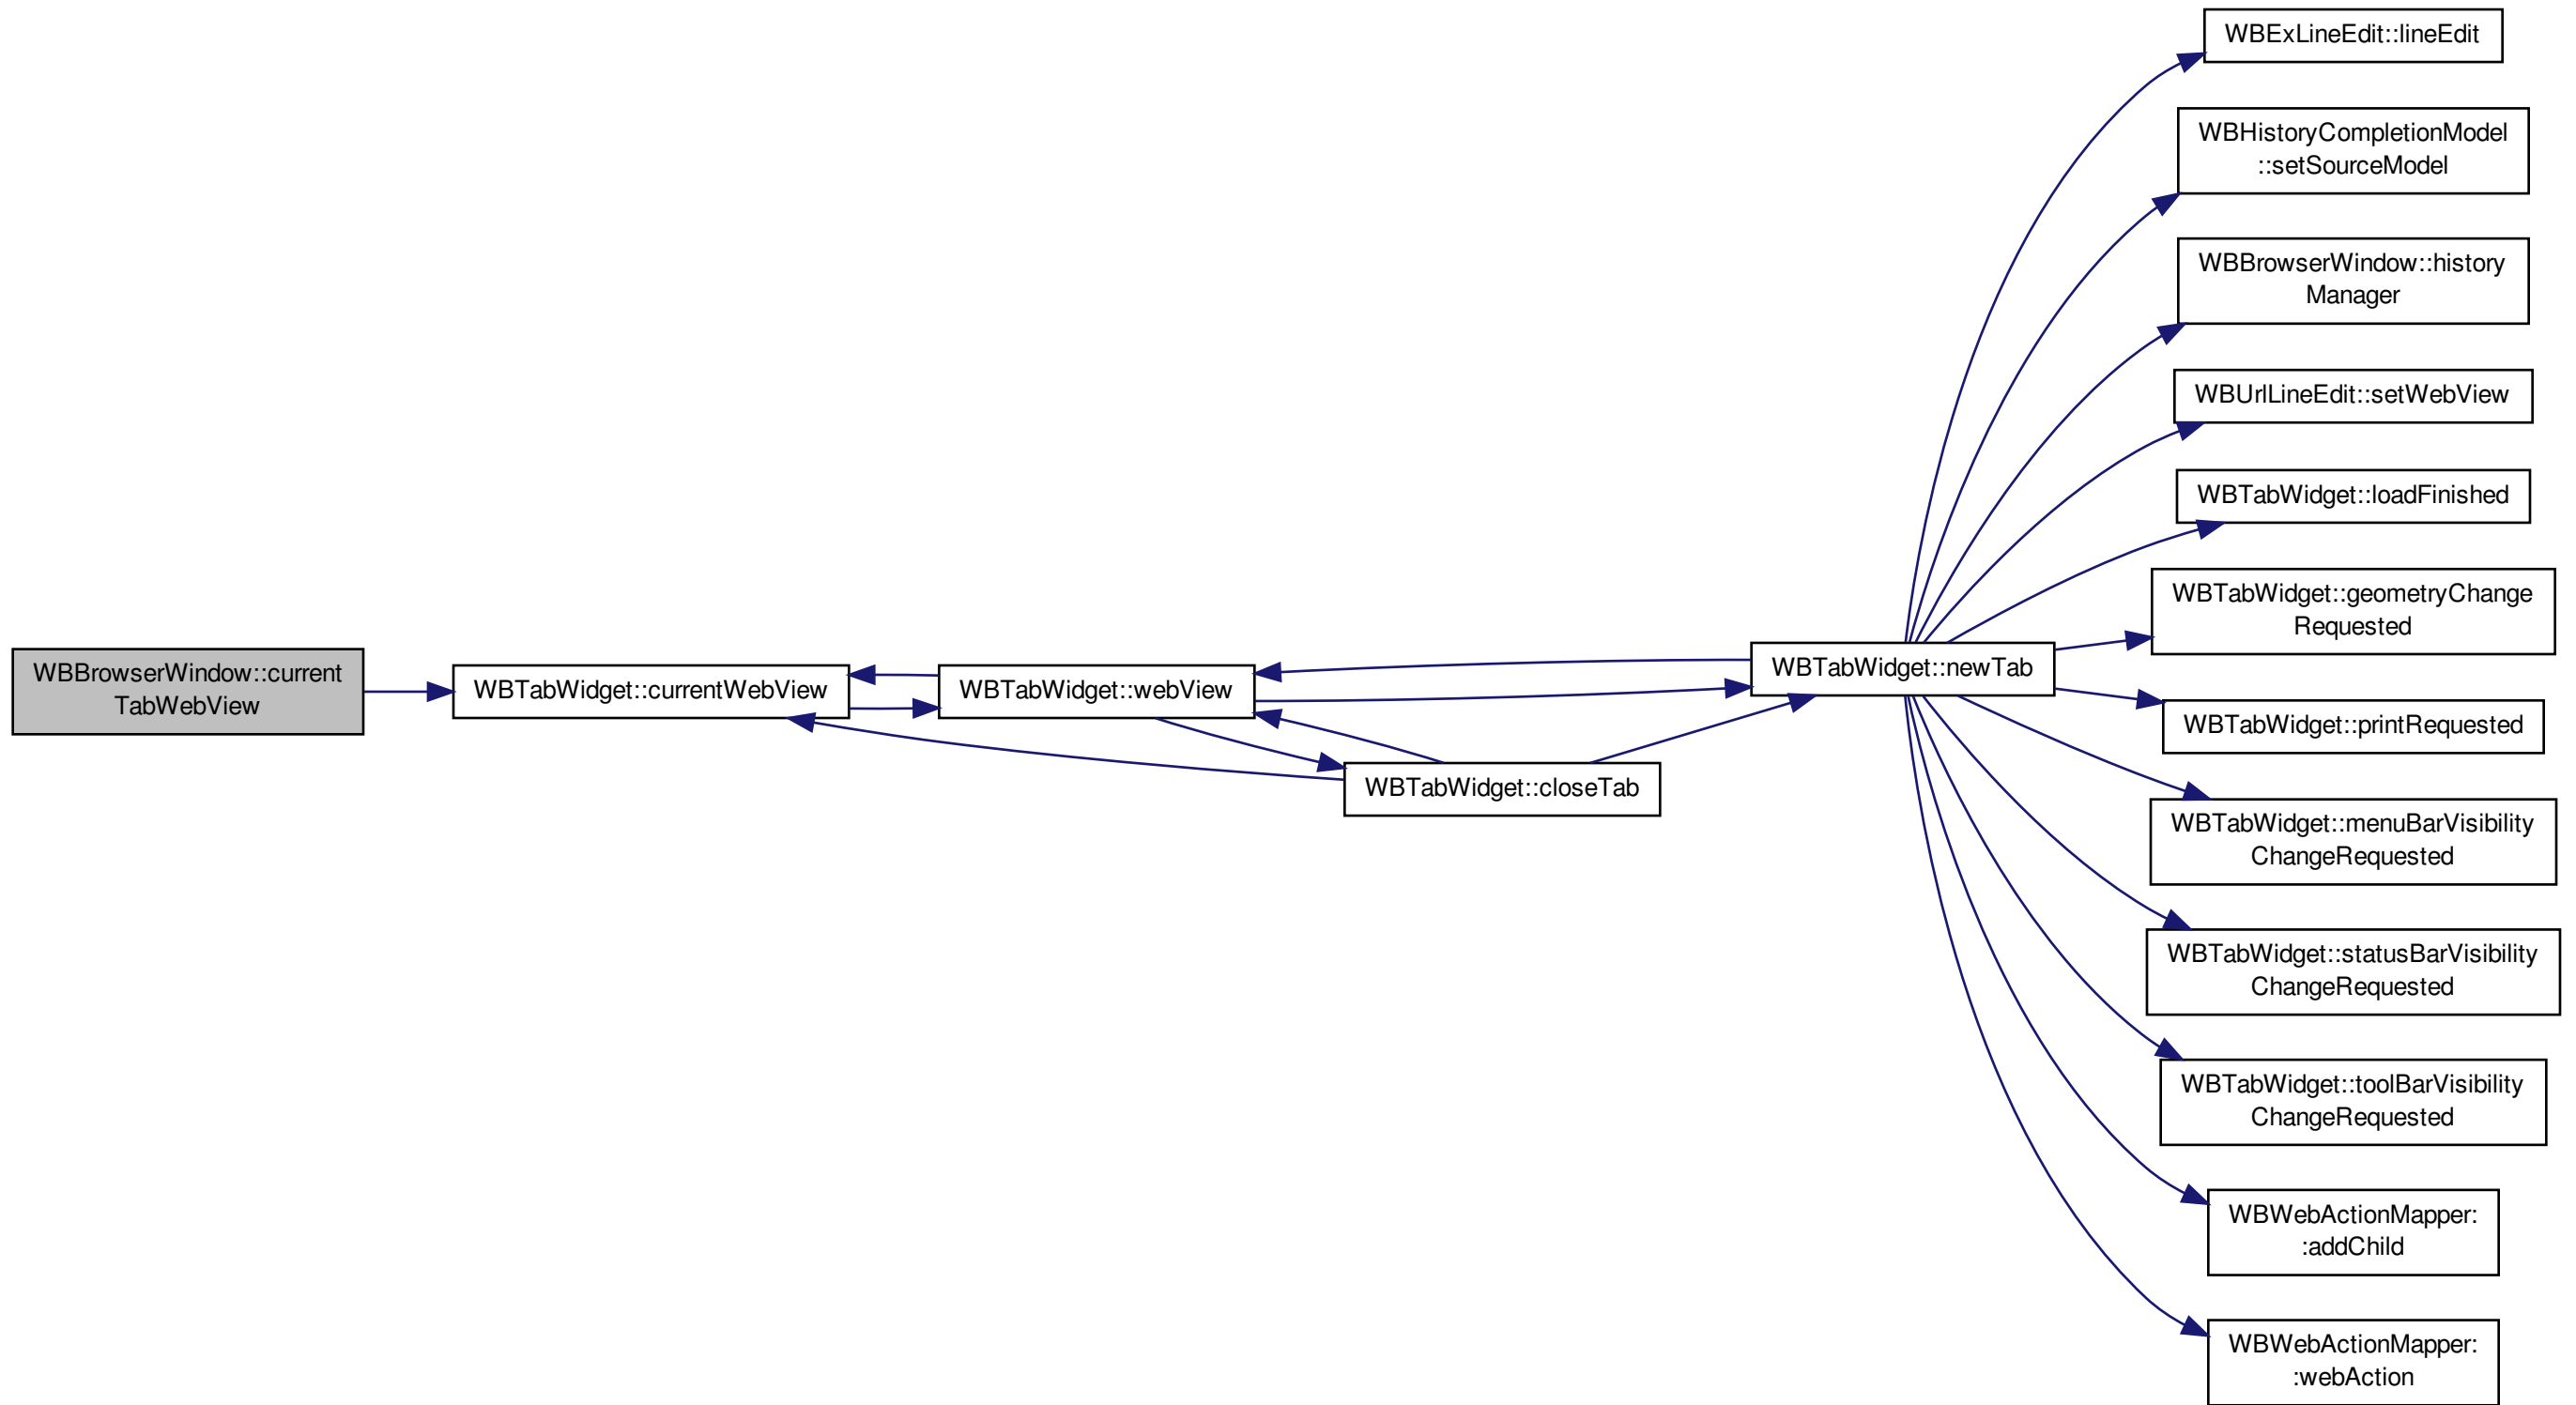 WBBrowserWindow::current
TabWebView
WBTabWidget::currentWebView
WBTabWidget::webView
WBTabWidget::closeTab
WBTabWidget::newTab
WBExLineEdit::lineEdit
WBHistoryCompletionModel
::setSourceModel
WBBrowserWindow::history
Manager
WBUrlLineEdit::setWebView
WBTabWidget::loadFinished
WBTabWidget::geometryChange
Requested
WBTabWidget::printRequested
WBTabWidget::menuBarVisibility
ChangeRequested
WBTabWidget::statusBarVisibility
ChangeRequested
WBTabWidget::toolBarVisibility
ChangeRequested
WBWebActionMapper:
:addChild
WBWebActionMapper:
:webAction